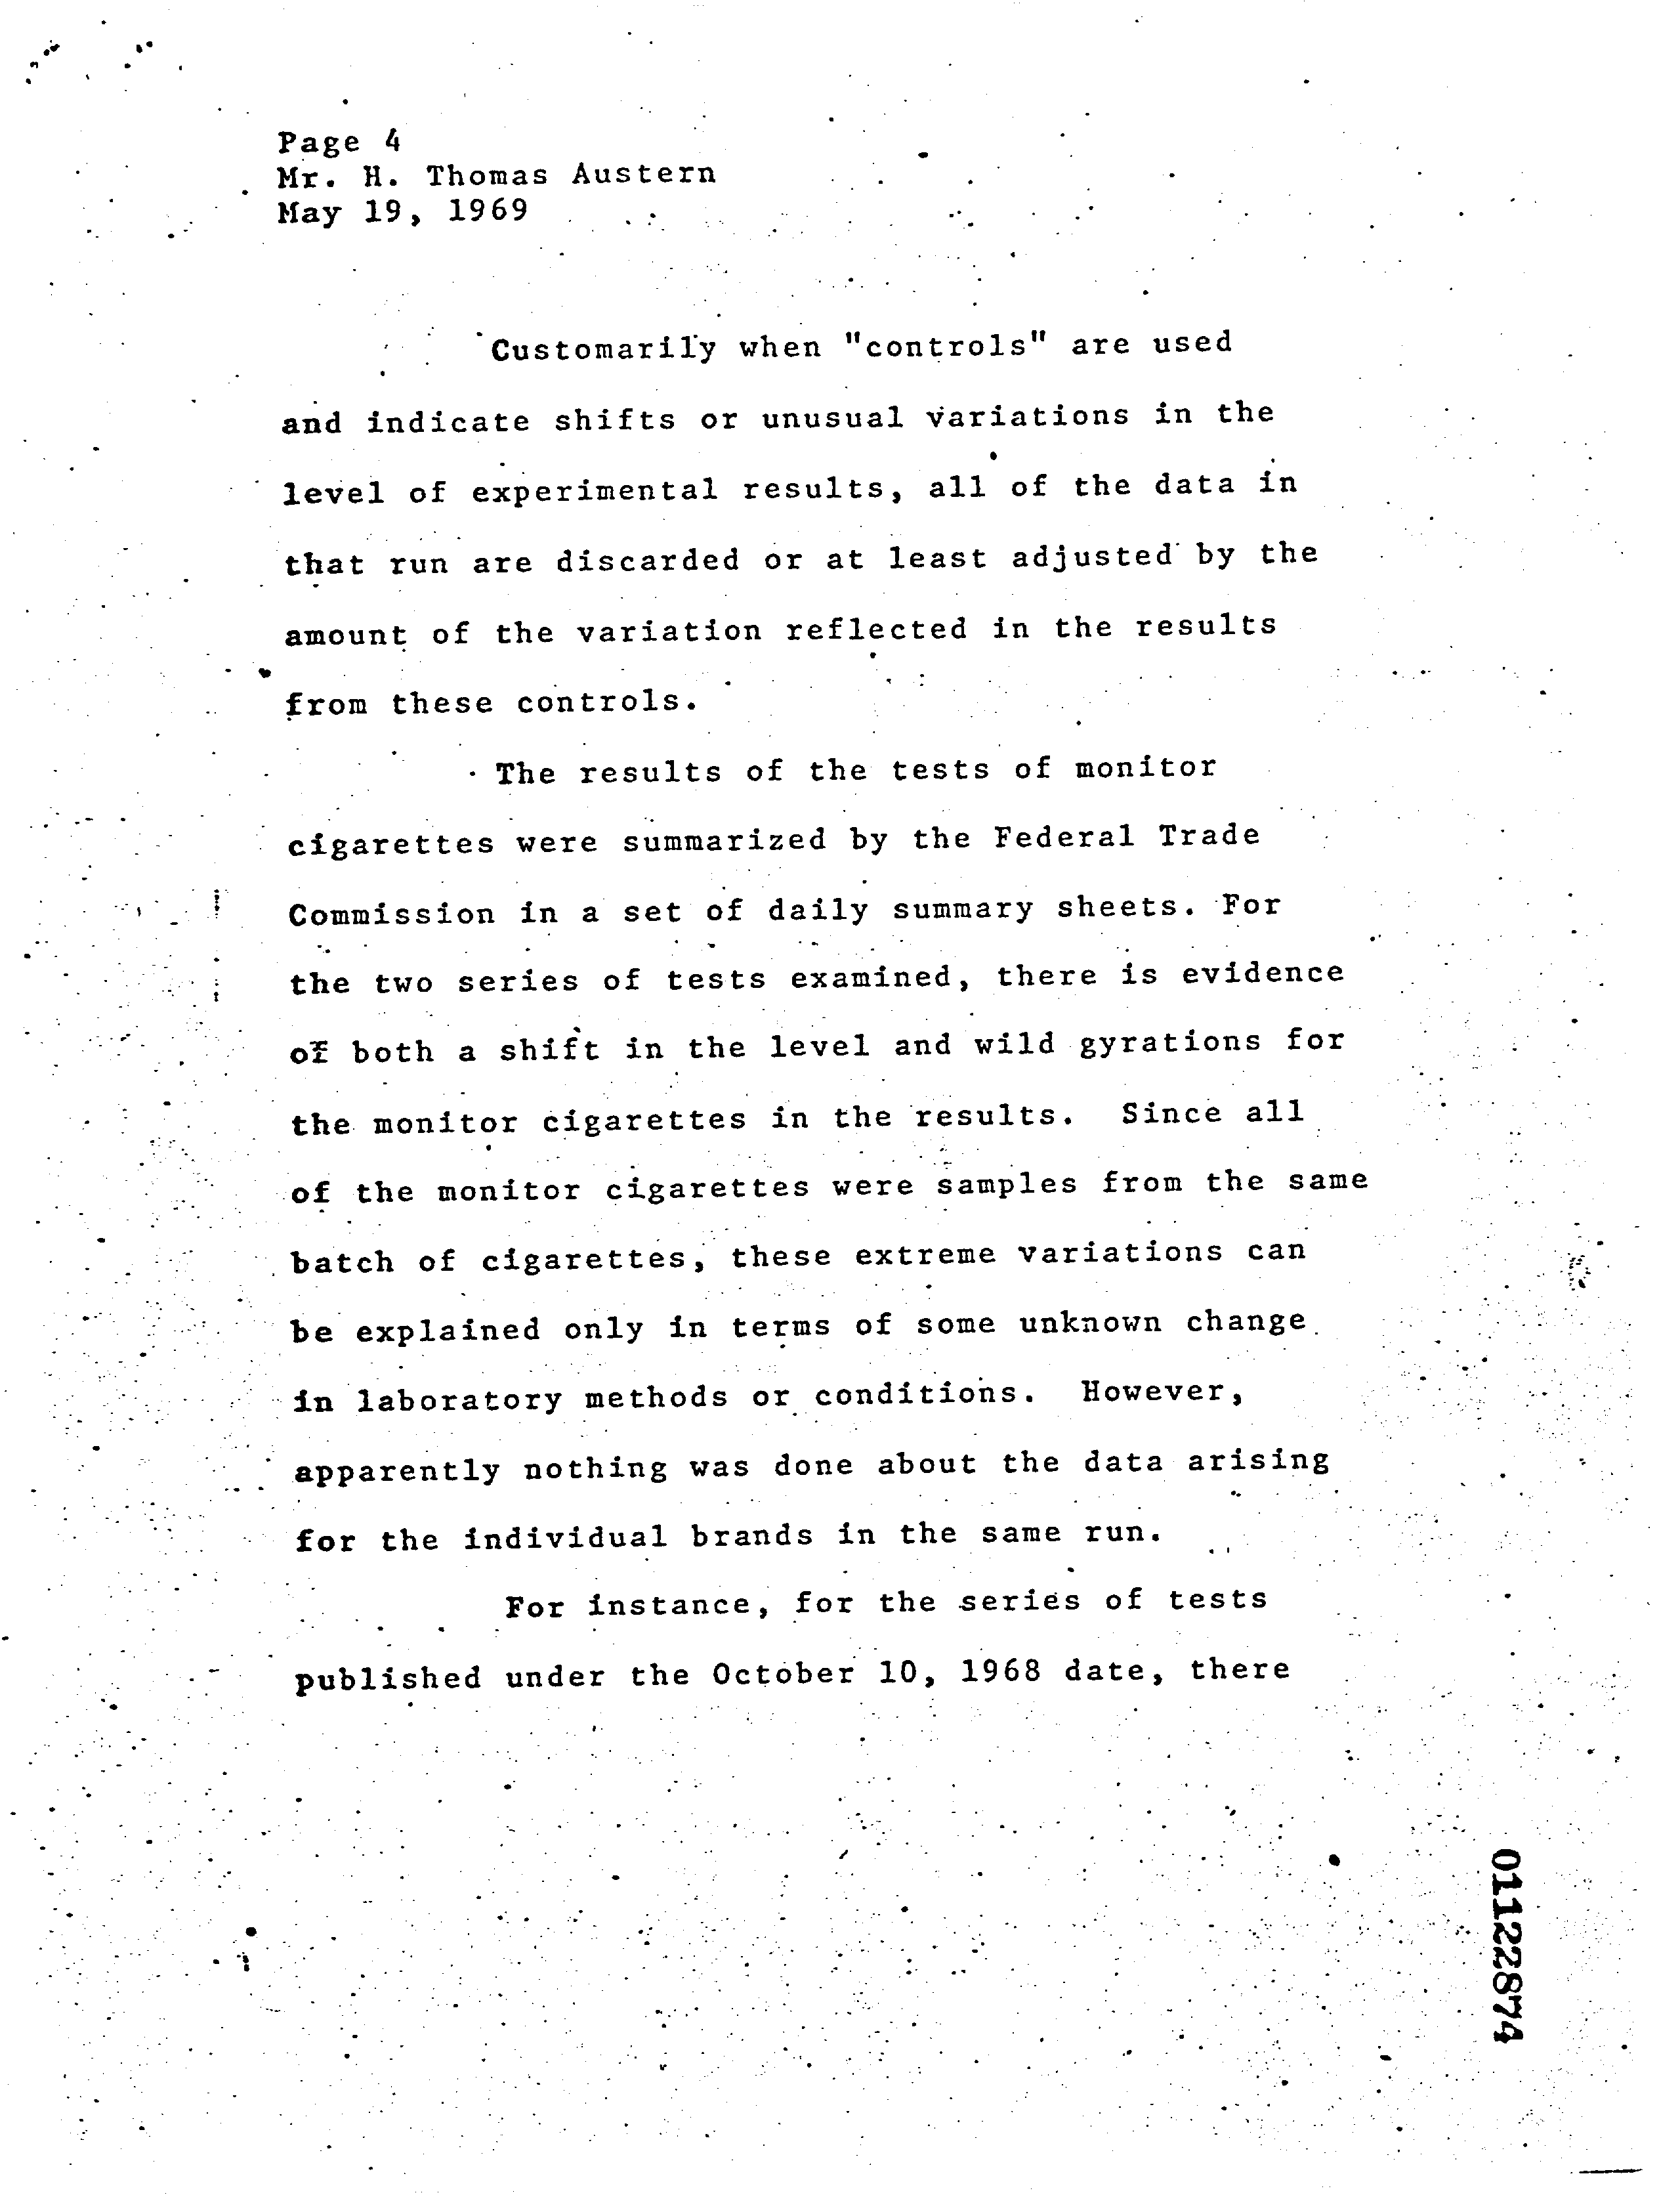 Page 4
Mr. H. Thomas Austern
May 19, 1969
Customarily when "controls" are used
and indicate shifts or unusual variations in the
level of experimental results, all of the data in
that run are discarded or at least adjusted by the
amount of the variation reflected in the results
from these controls.
The results of the tests of monitor
cigarettes were summarized by the Federal Trade
Commission in a set of daily summary sheets. For
the two series of tests examined, there is evidence
of both a shift in the level and wild gyrations for
the monitor cigarettes in the results. Since all
of the monitor cigarettes were samples from the same
batch of cigarettes, these extreme variations can
be explained only in terms of some unknown change
in laboratory methods or conditions. However,
apparently nothing was done about the data arising
for the individual brands in the same run.
For instance, for the series of tests
published under the October 10, 1968 date, there
01122874